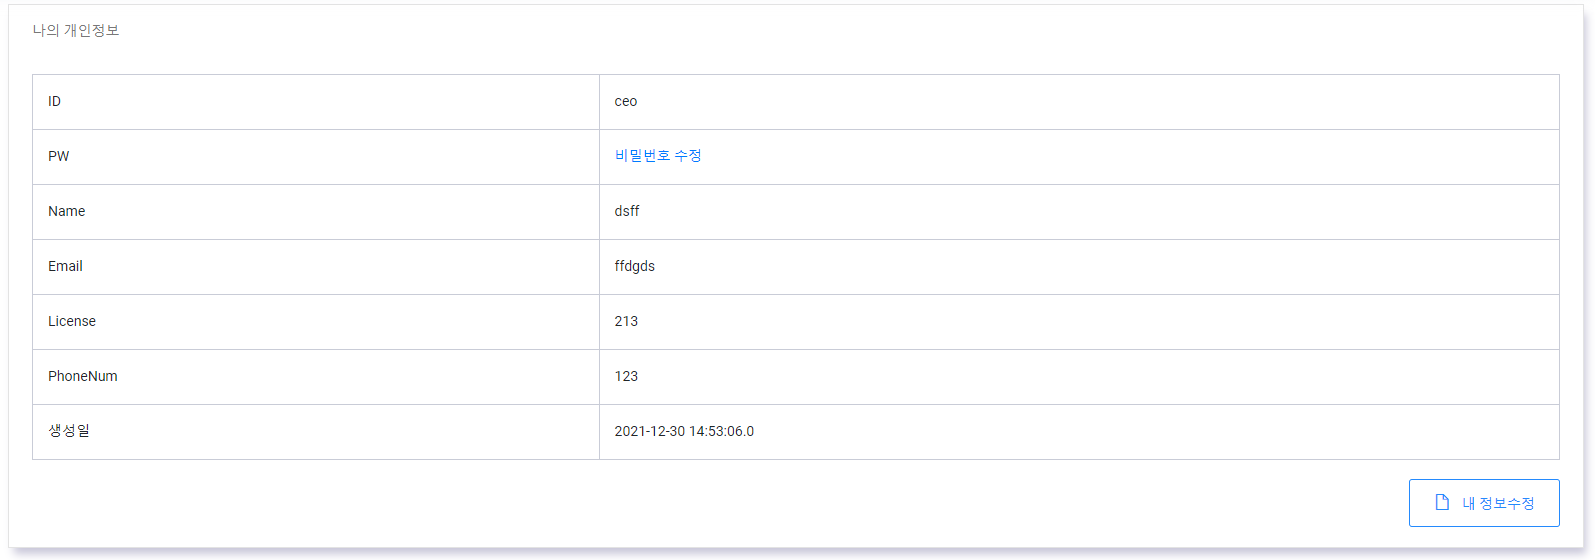 나의 개인정보
ID ceo
PW 비밀번호 수정
Name dsff
Email ffdgds
License 213
PhoneNum 123
생성일 2021-12-30 14:53:06.0
내 정보수정